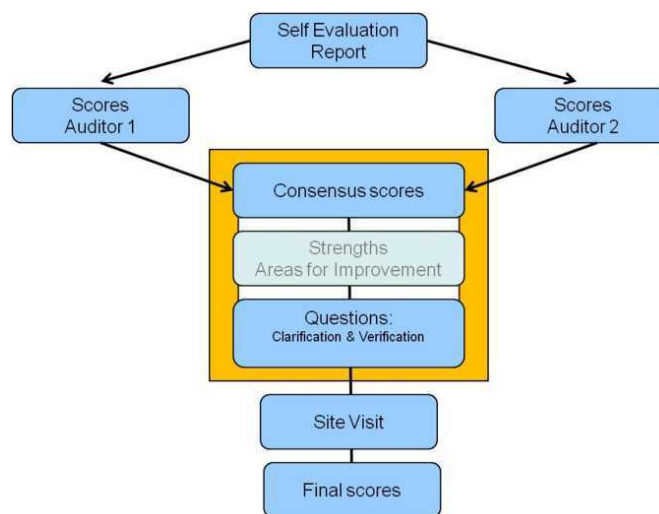 Self Evaluation
Report
Scores
Auditor 1
Scores
Auditor 2
Consensus scores
Strengths
Areas for Improvement
Questions:
Clarification & Verification
Site Visit
Final scores